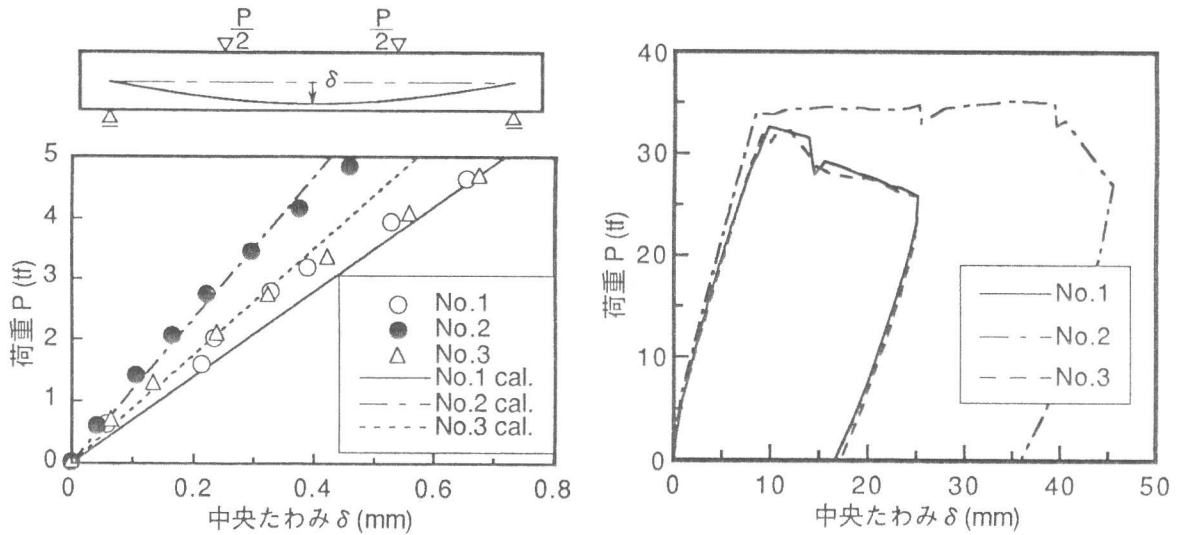 P/2 P/2
δ
5
4
3
2
1
0
荷重 P (tf)
No.1
No.2
No.3
No.1 cal.
No.2 cal.
No.3 cal.
0 0.2 0.4 0.6 0.8
中央たわみ δ (mm)
40
30
20
10
0
荷重 P (tf)
No.1
No.2
No.3
0 10 20 30 40 50
中央たわみ δ (mm)